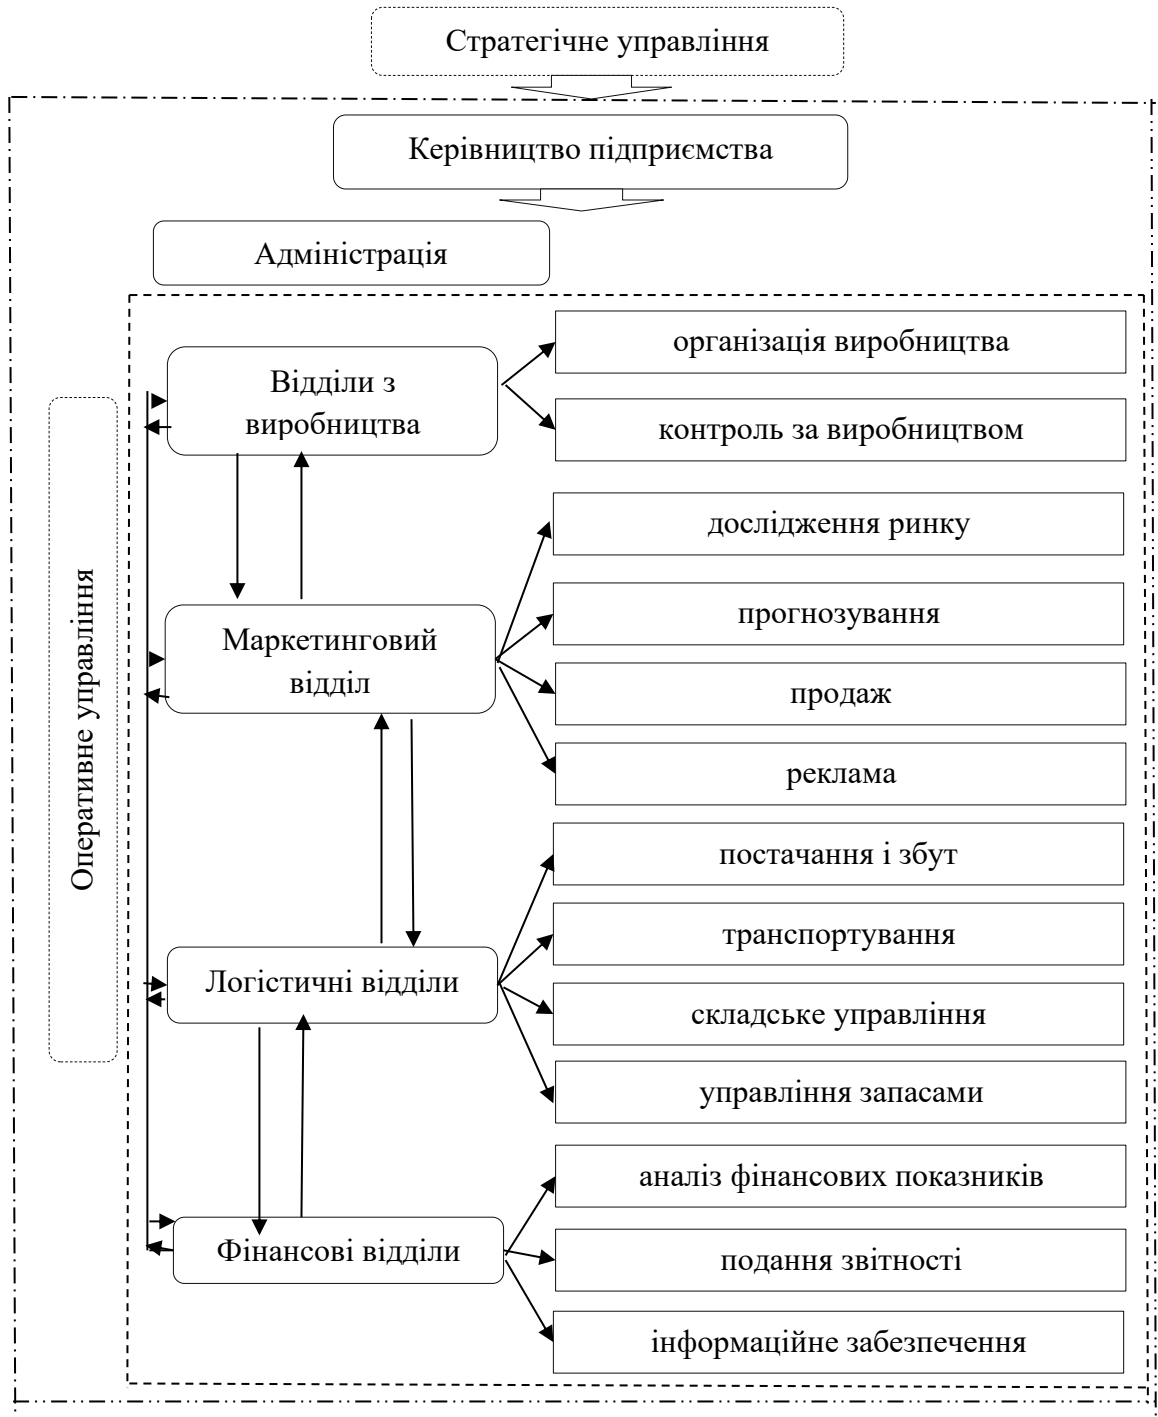 Стратегічне управління
Керівництво підприємства
Адміністрація
Оперативне управління
Відділи з
виробництва
організація виробництва
контроль за виробництвом
Маркетинговий
відділ
дослідження ринку
прогнозування
продаж
реклама
Логістичні відділи
постачання і збут
транспортування
складське управління
управління запасами
Фінансові відділи
аналіз фінансових показників
подання звітності
інформаційне забезпечення